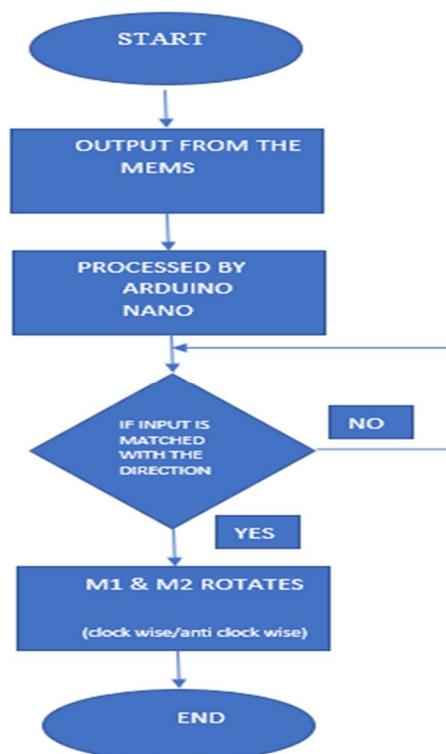 START
OUTPUT FROM THE
MEMS
PROCESSED BY
ARDUINO
NANO
IF INPUT IS
MATCHED
WITH THE
DIRECTION
NO
YES
M1 & M2 ROTATES
(clock wise/anti clock wise)
END